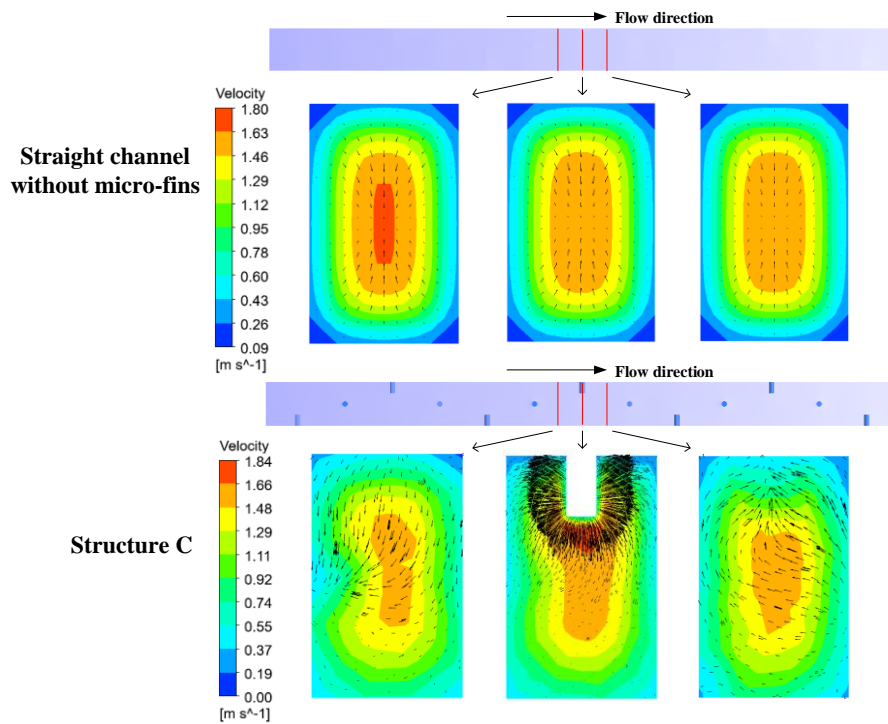 Flow direction
Velocity
1.80
1.63
1.46
1.29
1.12
0.95
0.78
0.60
0.43
0.26
0.09
[m s^-1]
Straight channel
without micro-fins
Flow direction
Velocity
1.84
1.66
1.48
1.29
1.11
0.92
0.74
0.55
0.37
0.19
0.00
[m s^-1]
Structure C